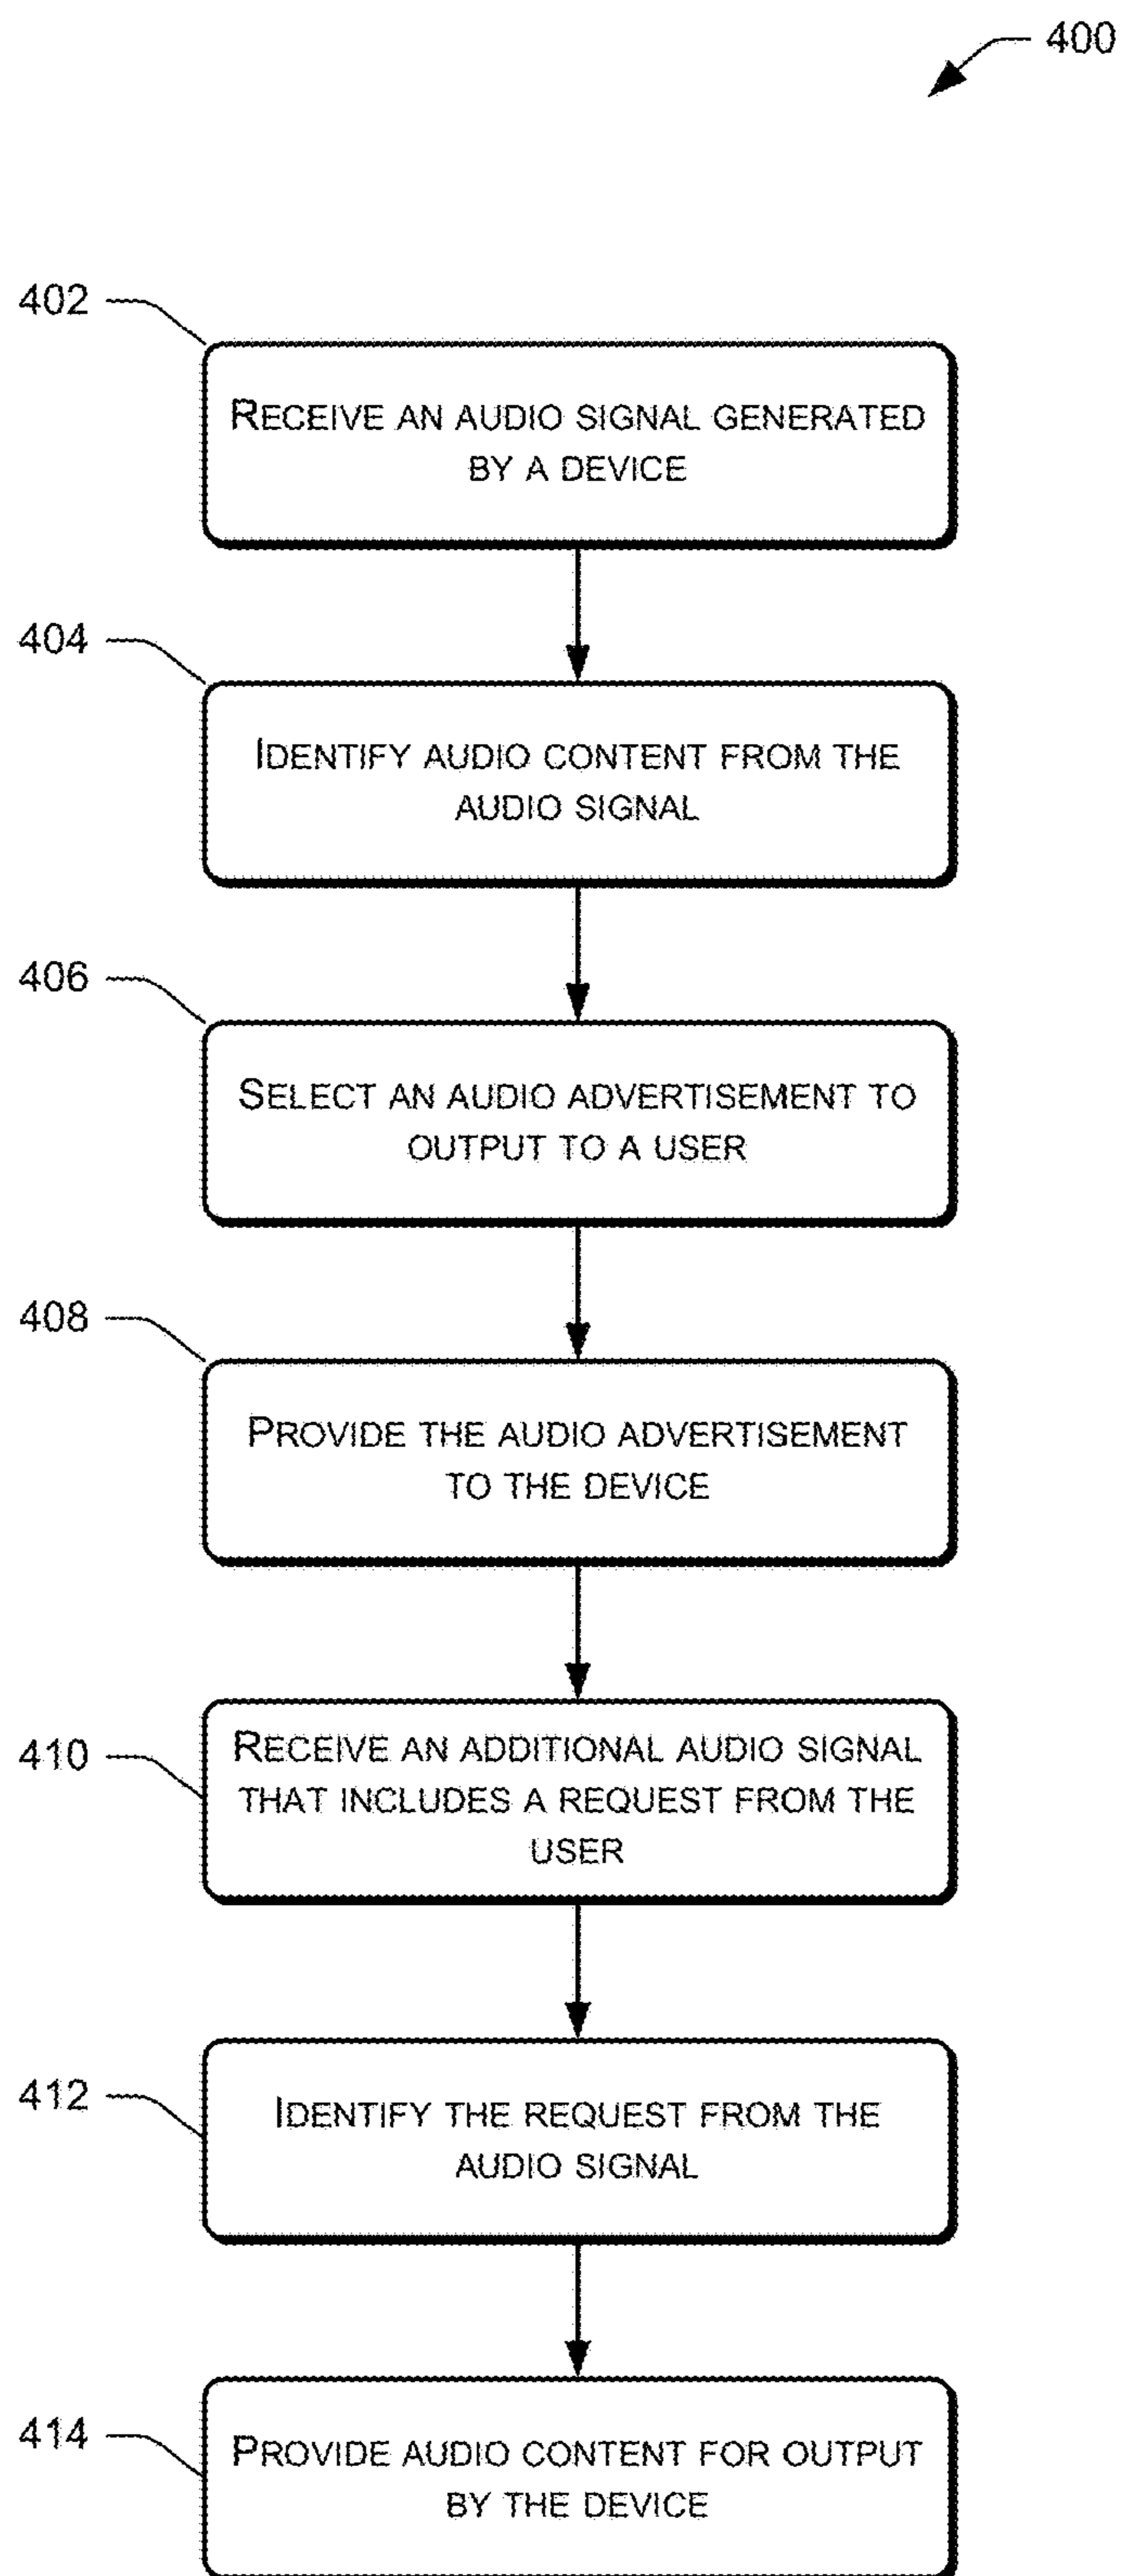 400
402
RECEIVE AN AUDIO SIGNAL GENERATED
BY A DEVICE
404
IDENTIFY AUDIO CONTENT FROM THE
AUDIO SIGNAL
406
SELECT AN AUDIO ADVERTISEMENT TO
OUTPUT TO A USER
408
PROVIDE THE AUDIO ADVERTISEMENT
TO THE DEVICE
410
RECEIVE AN ADDITIONAL AUDIO SIGNAL
THAT INCLUDES A REQUEST FROM THE
USER
412
IDENTIFY THE REQUEST FROM THE
AUDIO SIGNAL
414
PROVIDE AUDIO CONTENT FOR OUTPUT
BY THE DEVICE